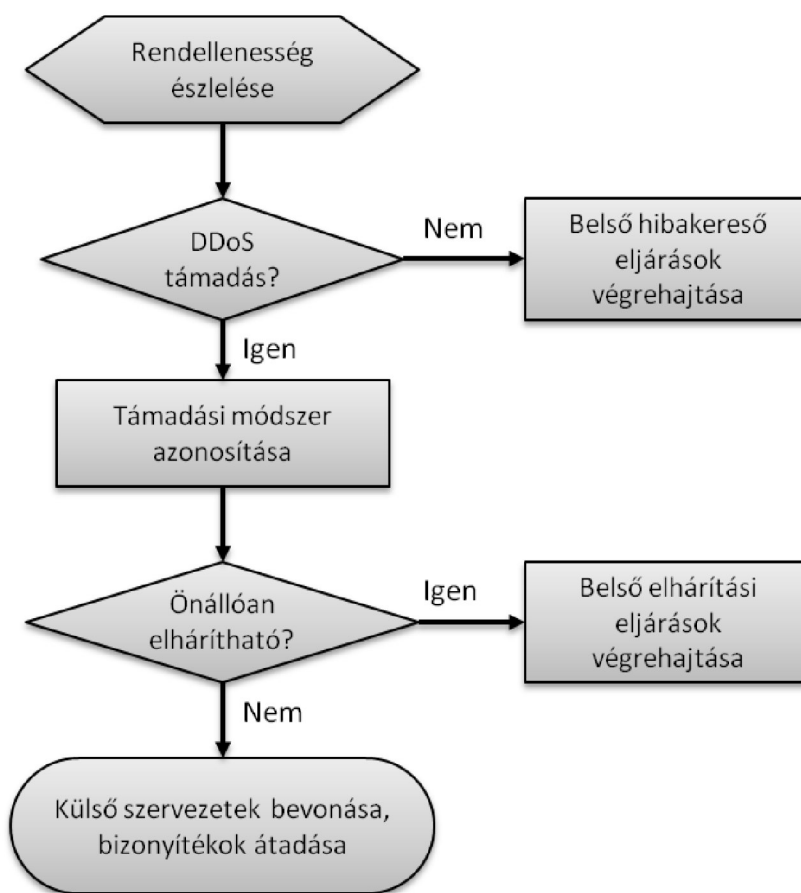 Rendellenesség
észlelése
DDoS
támadás?
Nem
Belső hibakereső
eljárások
végrehajtása
Igen
Támadási módszer
azonosítása
Önállóan
elhárítható?
Igen
Belső elhárítási
eljárások
végrehajtása
Nem
Külső szervezetek bevonása,
bizonyítékok átadása